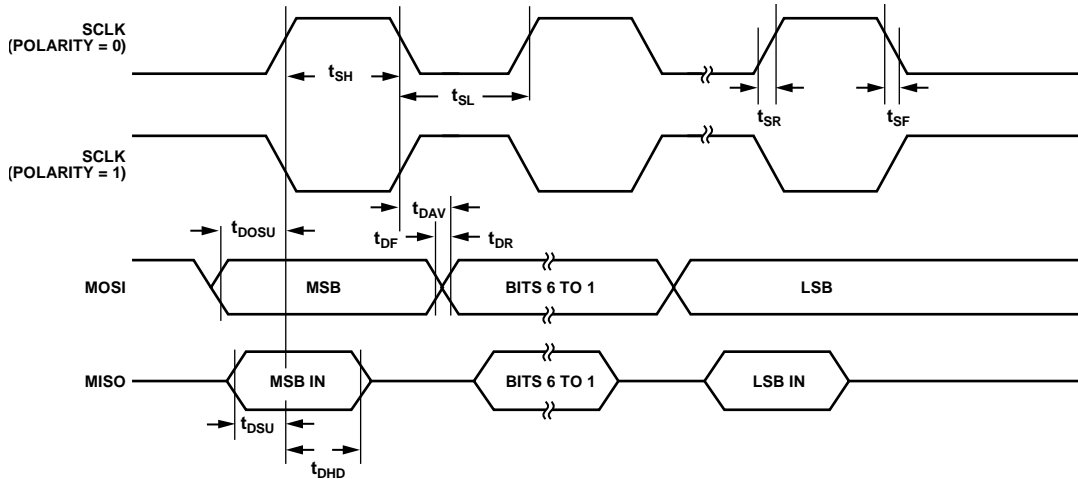 SCLK
(POLARITY = 0)
tSH
tSL
tSR
tSF
SCLK
(POLARITY = 1)
tDAV
tDOSU
tDF
tDR
MOSI
MSB
BITS 6 TO 1
LSB
MISO
MSB IN
BITS 6 TO 1
LSB IN
tDSU
tDHD